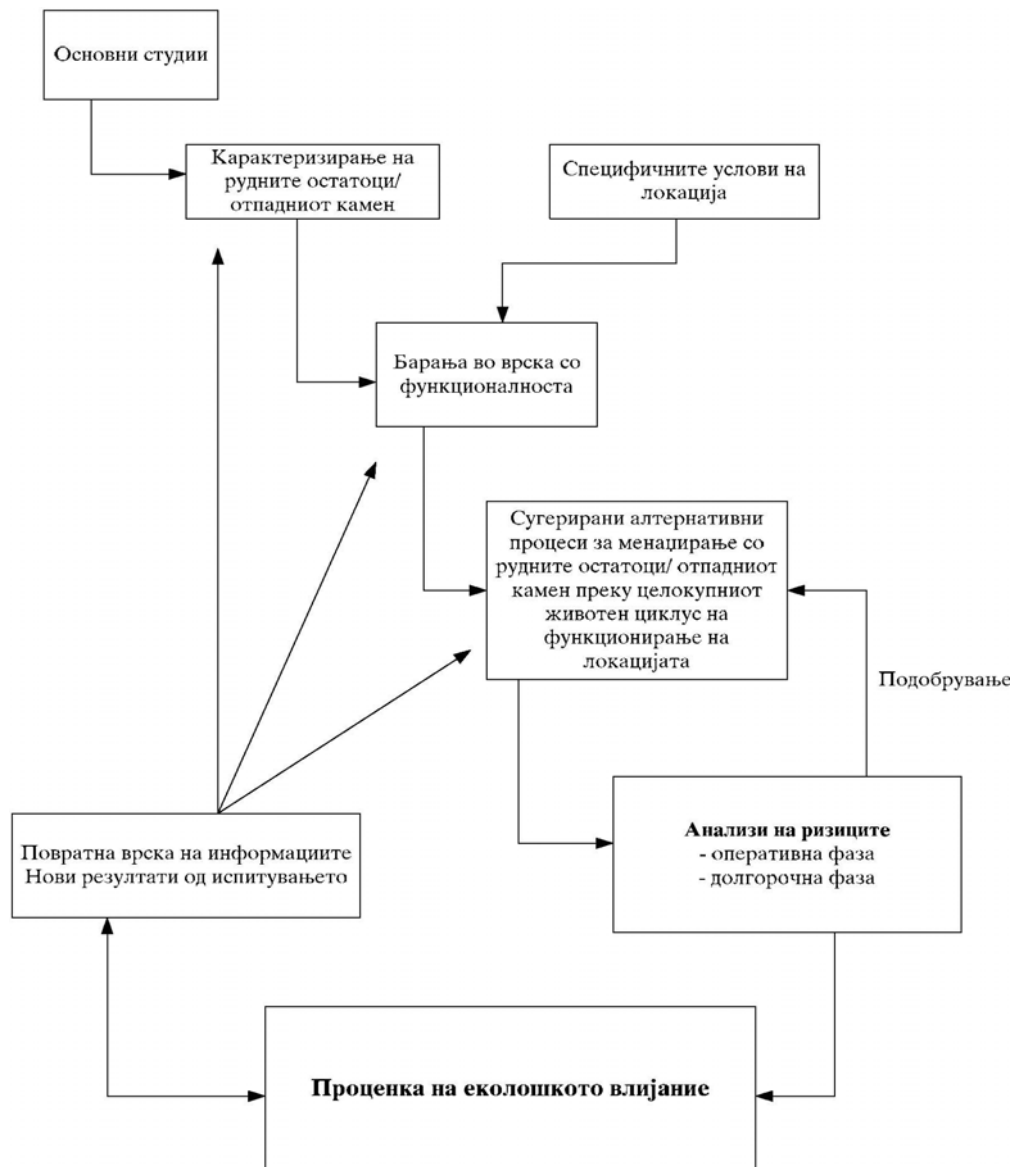 Основни студии
Карактеризирање на
рудните остатоци/
отпадниот камен
Специфичните услови на
локација
Барања во врска со
функционалноста
Сугерирани алтернативни
процеси за менаџирање со
рудните остатоци/ отпадниот
камен преку целокупниот
животен циклус на
функционирање на
локацијата
Подобрување
Анализи на ризиците
- оперативна фаза
- долгорочна фаза
Повратна врска на информациите
Нови резултати од испитувањето
Проценка на еколошкото влијание